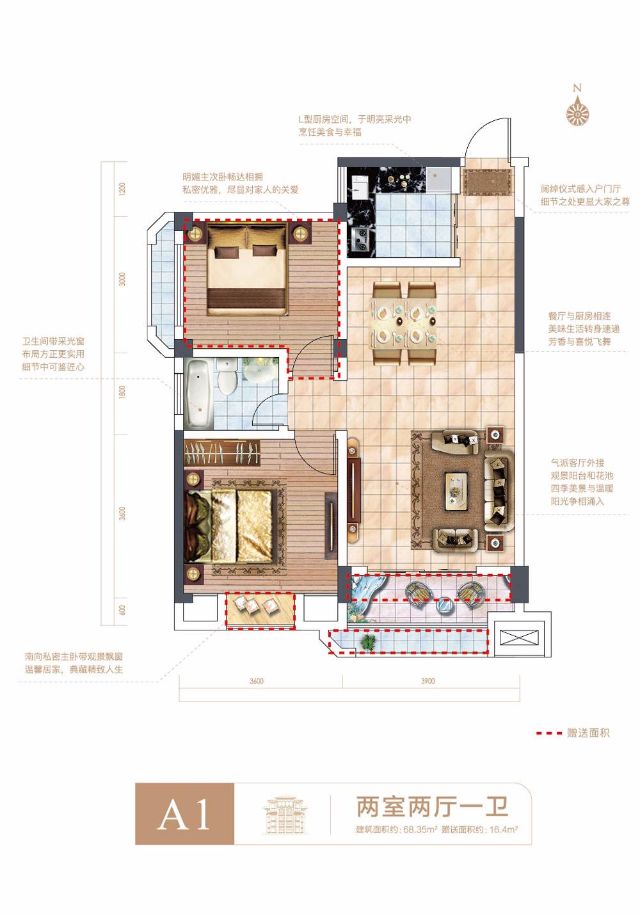 N
L型厨房空间，于明亮采光中
烹饪美食与幸福
明媚主次卧畅达相拥
私密优雅，尽显对家人的关爱
阔绰仪式感入户门厅
细节之处更显大家之尊
1200
3000
1800
3600
600
餐厅与厨房相连
美味生活转身速递
芳香与喜悦飞舞
卫生间带采光窗
布局方正更实用
细节中可鉴匠心
气派客厅外接
观景阳台和花池
四季美景与温暖
阳光争相涌入
南向私密主卧带观景飘窗
温馨居家，典藏精致人生
3600
3900
赠送面积
A1
两室两厅一卫
建筑面积约：68.35m² 赠送面积约：16.4m²